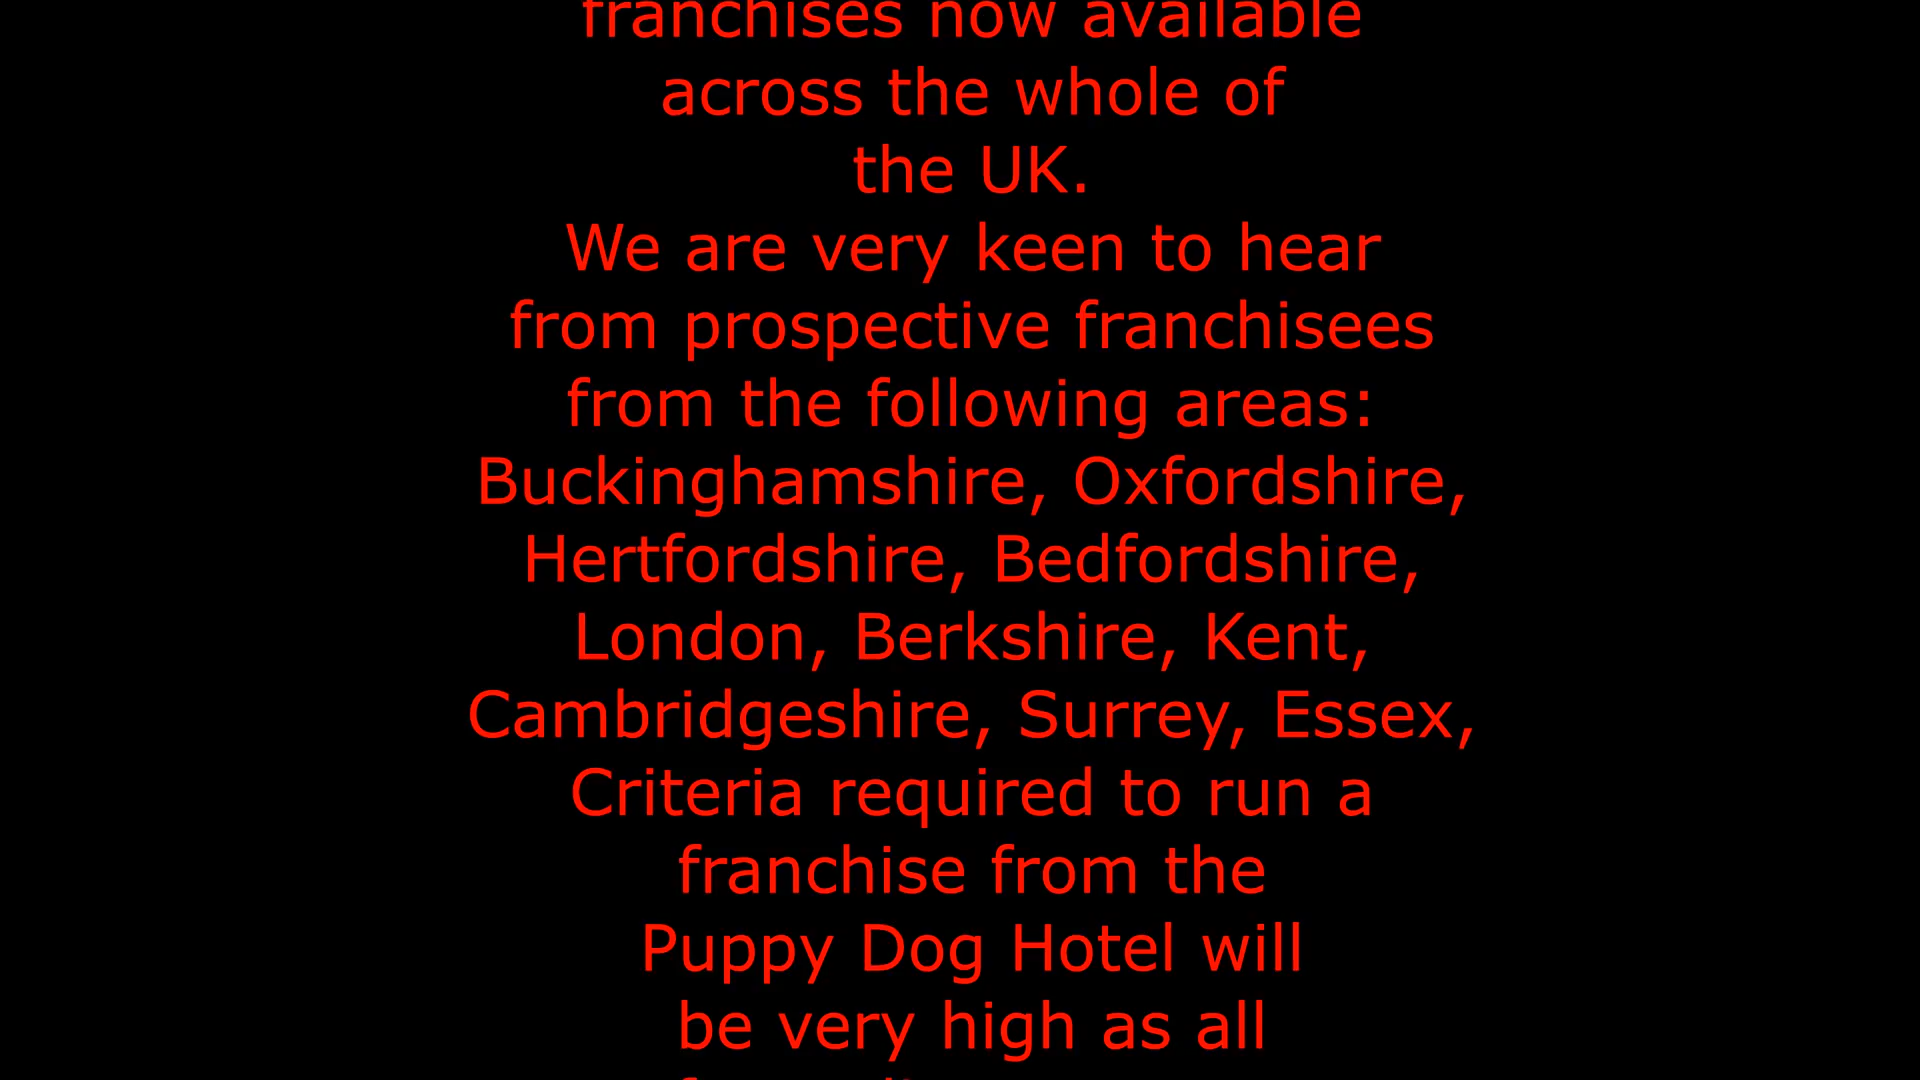 franchises now available
across the whole of
the UK.
We are very keen to hear
from prospective franchisees
from the following areas:
Buckinghamshire, Oxfordshire,
Hertfordshire, Bedfordshire,
London, Berkshire, Kent,
Cambridgeshire, Surrey, Essex,
Criteria required to run a
franchise from the
Puppy Dog Hotel will
be very high as all